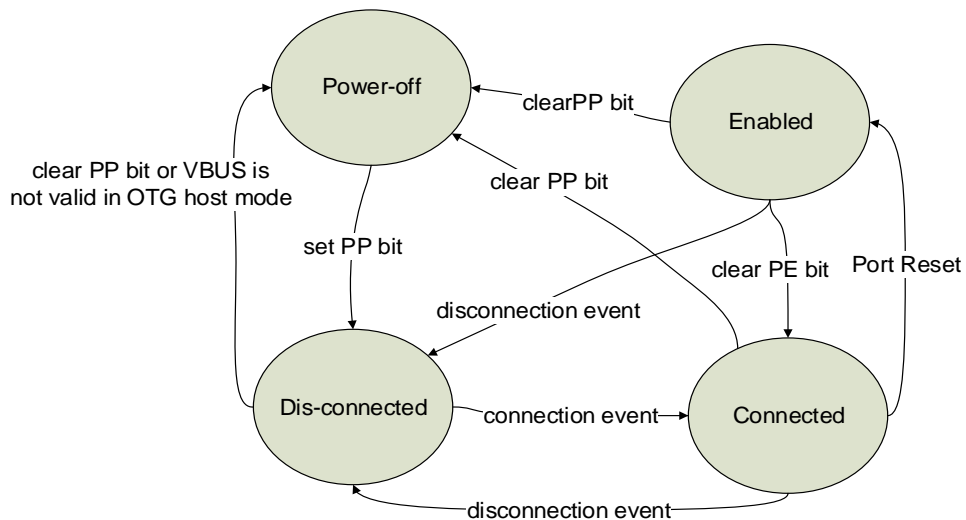 Power-off
Enabled
clearPP bit
clear PP bit or VBUS is
not valid in OTG host mode
clear PP bit
set PP bit
clear PE bit
Port Reset
disconnection event
Dis-connected
connection event
Connected
disconnection event